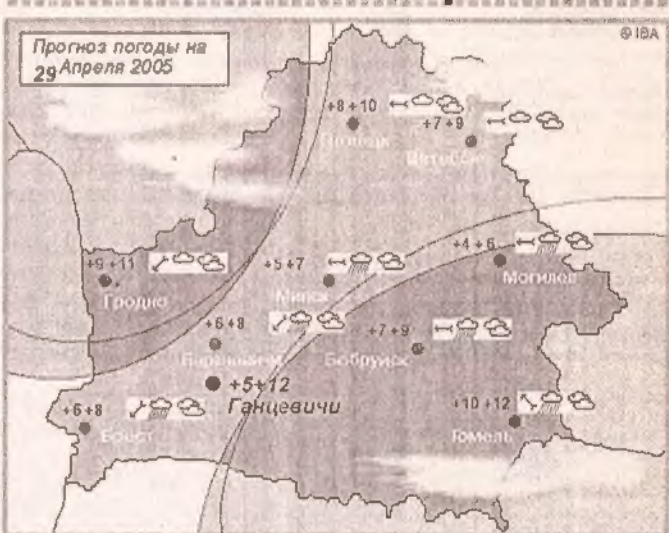 Прогноз погоды на
29 Апреля 2005
© IBA
+8 +10
Полоцк
+7 +9
Витебск
+9 +11
Гродно
+5 +7
Минск
+4 +6
Могилев
+6 +8
Барановичи
+7 +9
Бобруйск
+5 +12
Ганцевичи
+6 +8
Брест
+10 +12
Гомель